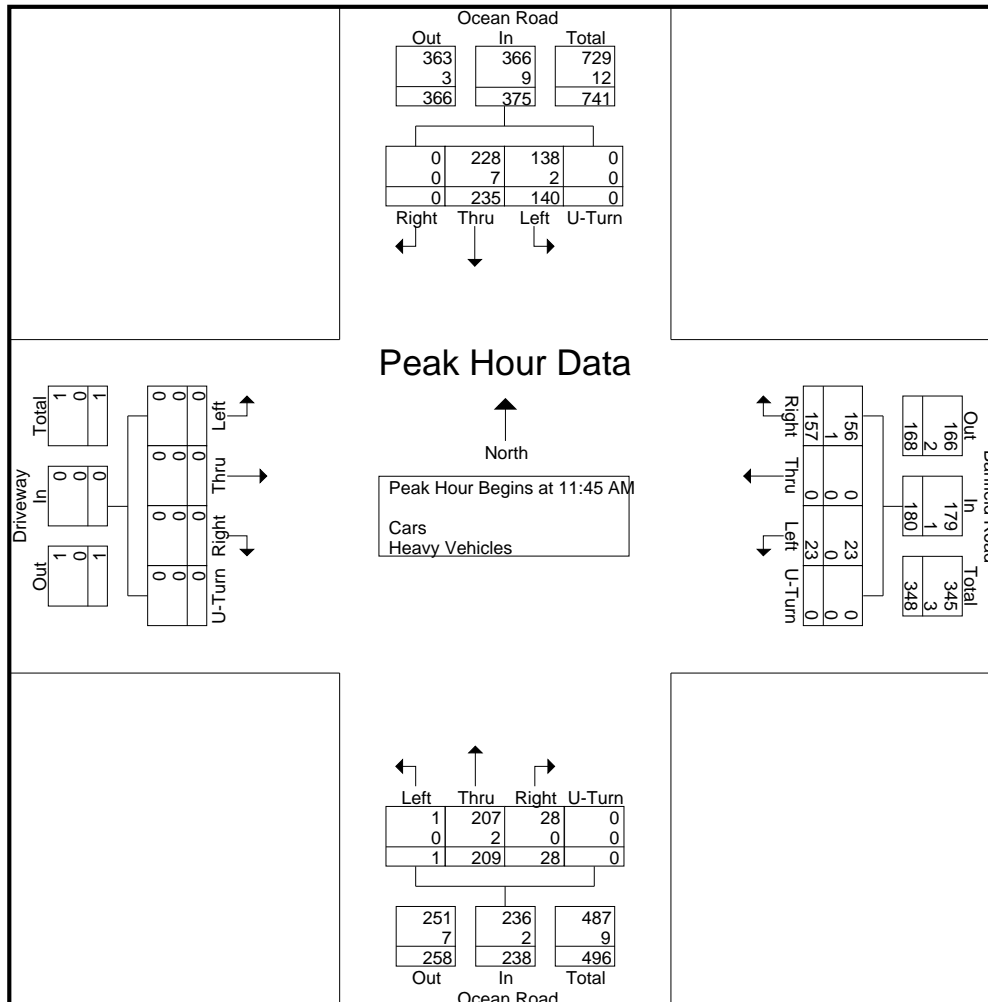 Ocean Road
Out In Total
363 366 729
3 9 12
366 375 741
0 228 138 0
0 7 2 0
0 235 140 0
Right Thru Left U-Turn
Peak Hour Data
North
Peak Hour Begins at 11:45 AM
Cars
Heavy Vehicles
Driveway
Out In Total
1 0 1
0 0 0
1 0 1
Left Thru Right U-Turn
0 0 0 0
0 0 0 0
0 0 0 0
Out In Total
166 179 345
2 1 3
168 180 348
156 0 23 0
1 0 0 0
157 0 23 0
Right Thru Left U-Turn
Left Thru Right U-Turn
1 207 28 0
0 2 0 0
1 209 28 0
251 236 487
7 2 9
258 238 496
Out In Total
Ocean Road